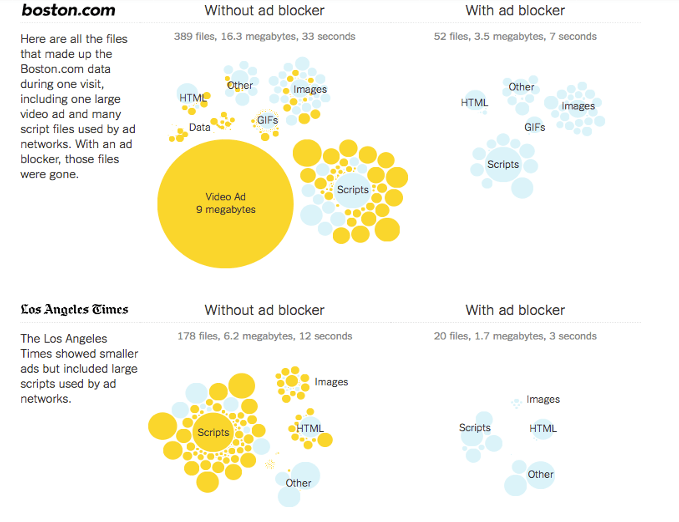 boston.com
Without ad blocker
With ad blocker
Here are all the files
that made up the
Boston.com data
during one visit,
including one large
video ad and many
script files used by ad
networks. With an ad
blocker, those files
were gone.
389 files, 16.3 megabytes, 33 seconds
HTML
Other
Images
Data
GIFs
Video Ad
9 megabytes
Scripts
52 files, 3.5 megabytes, 7 seconds
HTML
Other
Images
GIFs
Scripts
Los Angeles Times
Without ad blocker
With ad blocker
The Los Angeles
Times showed smaller
ads but included large
scripts used by ad
networks.
178 files, 6.2 megabytes, 12 seconds
Images
Scripts
HTML
Other
20 files, 1.7 megabytes, 3 seconds
Images
Scripts
HTML
Other